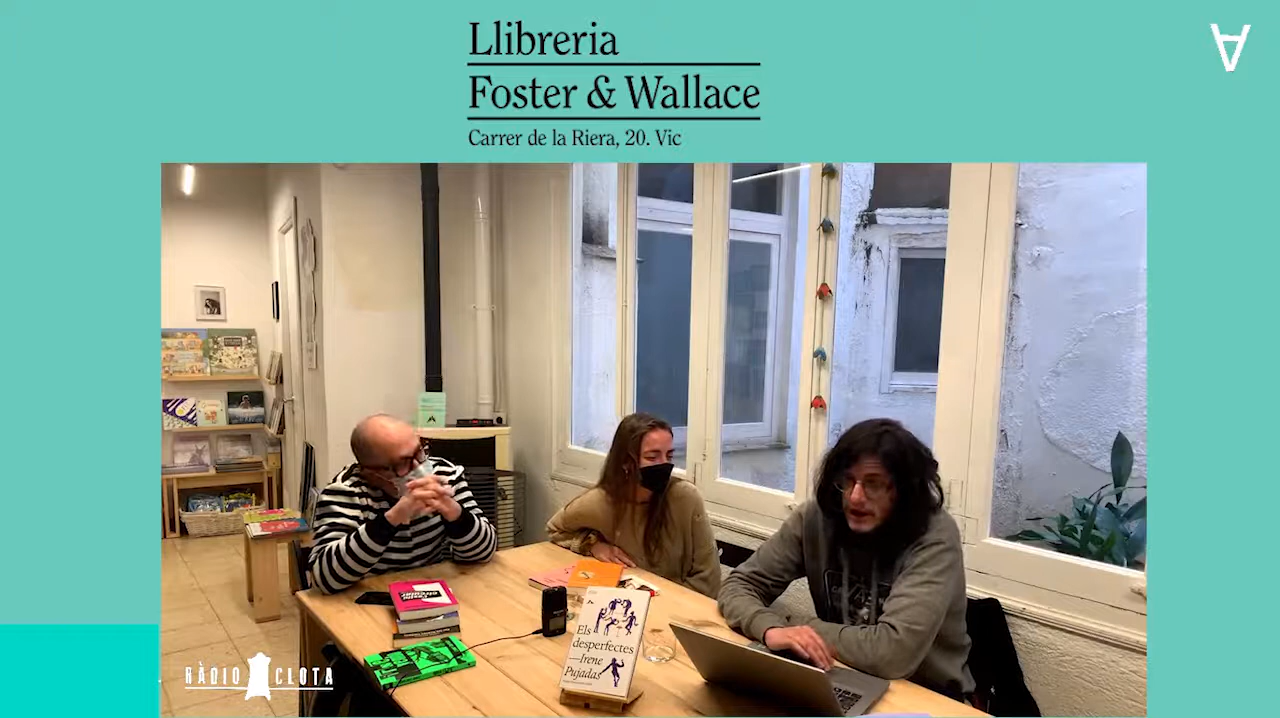 Llibreria
Foster & Wallace
Carrer de la Riera, 20. Vic
Els
desperfectes
—Irene
Pujadas
RÀDIO CLOTA